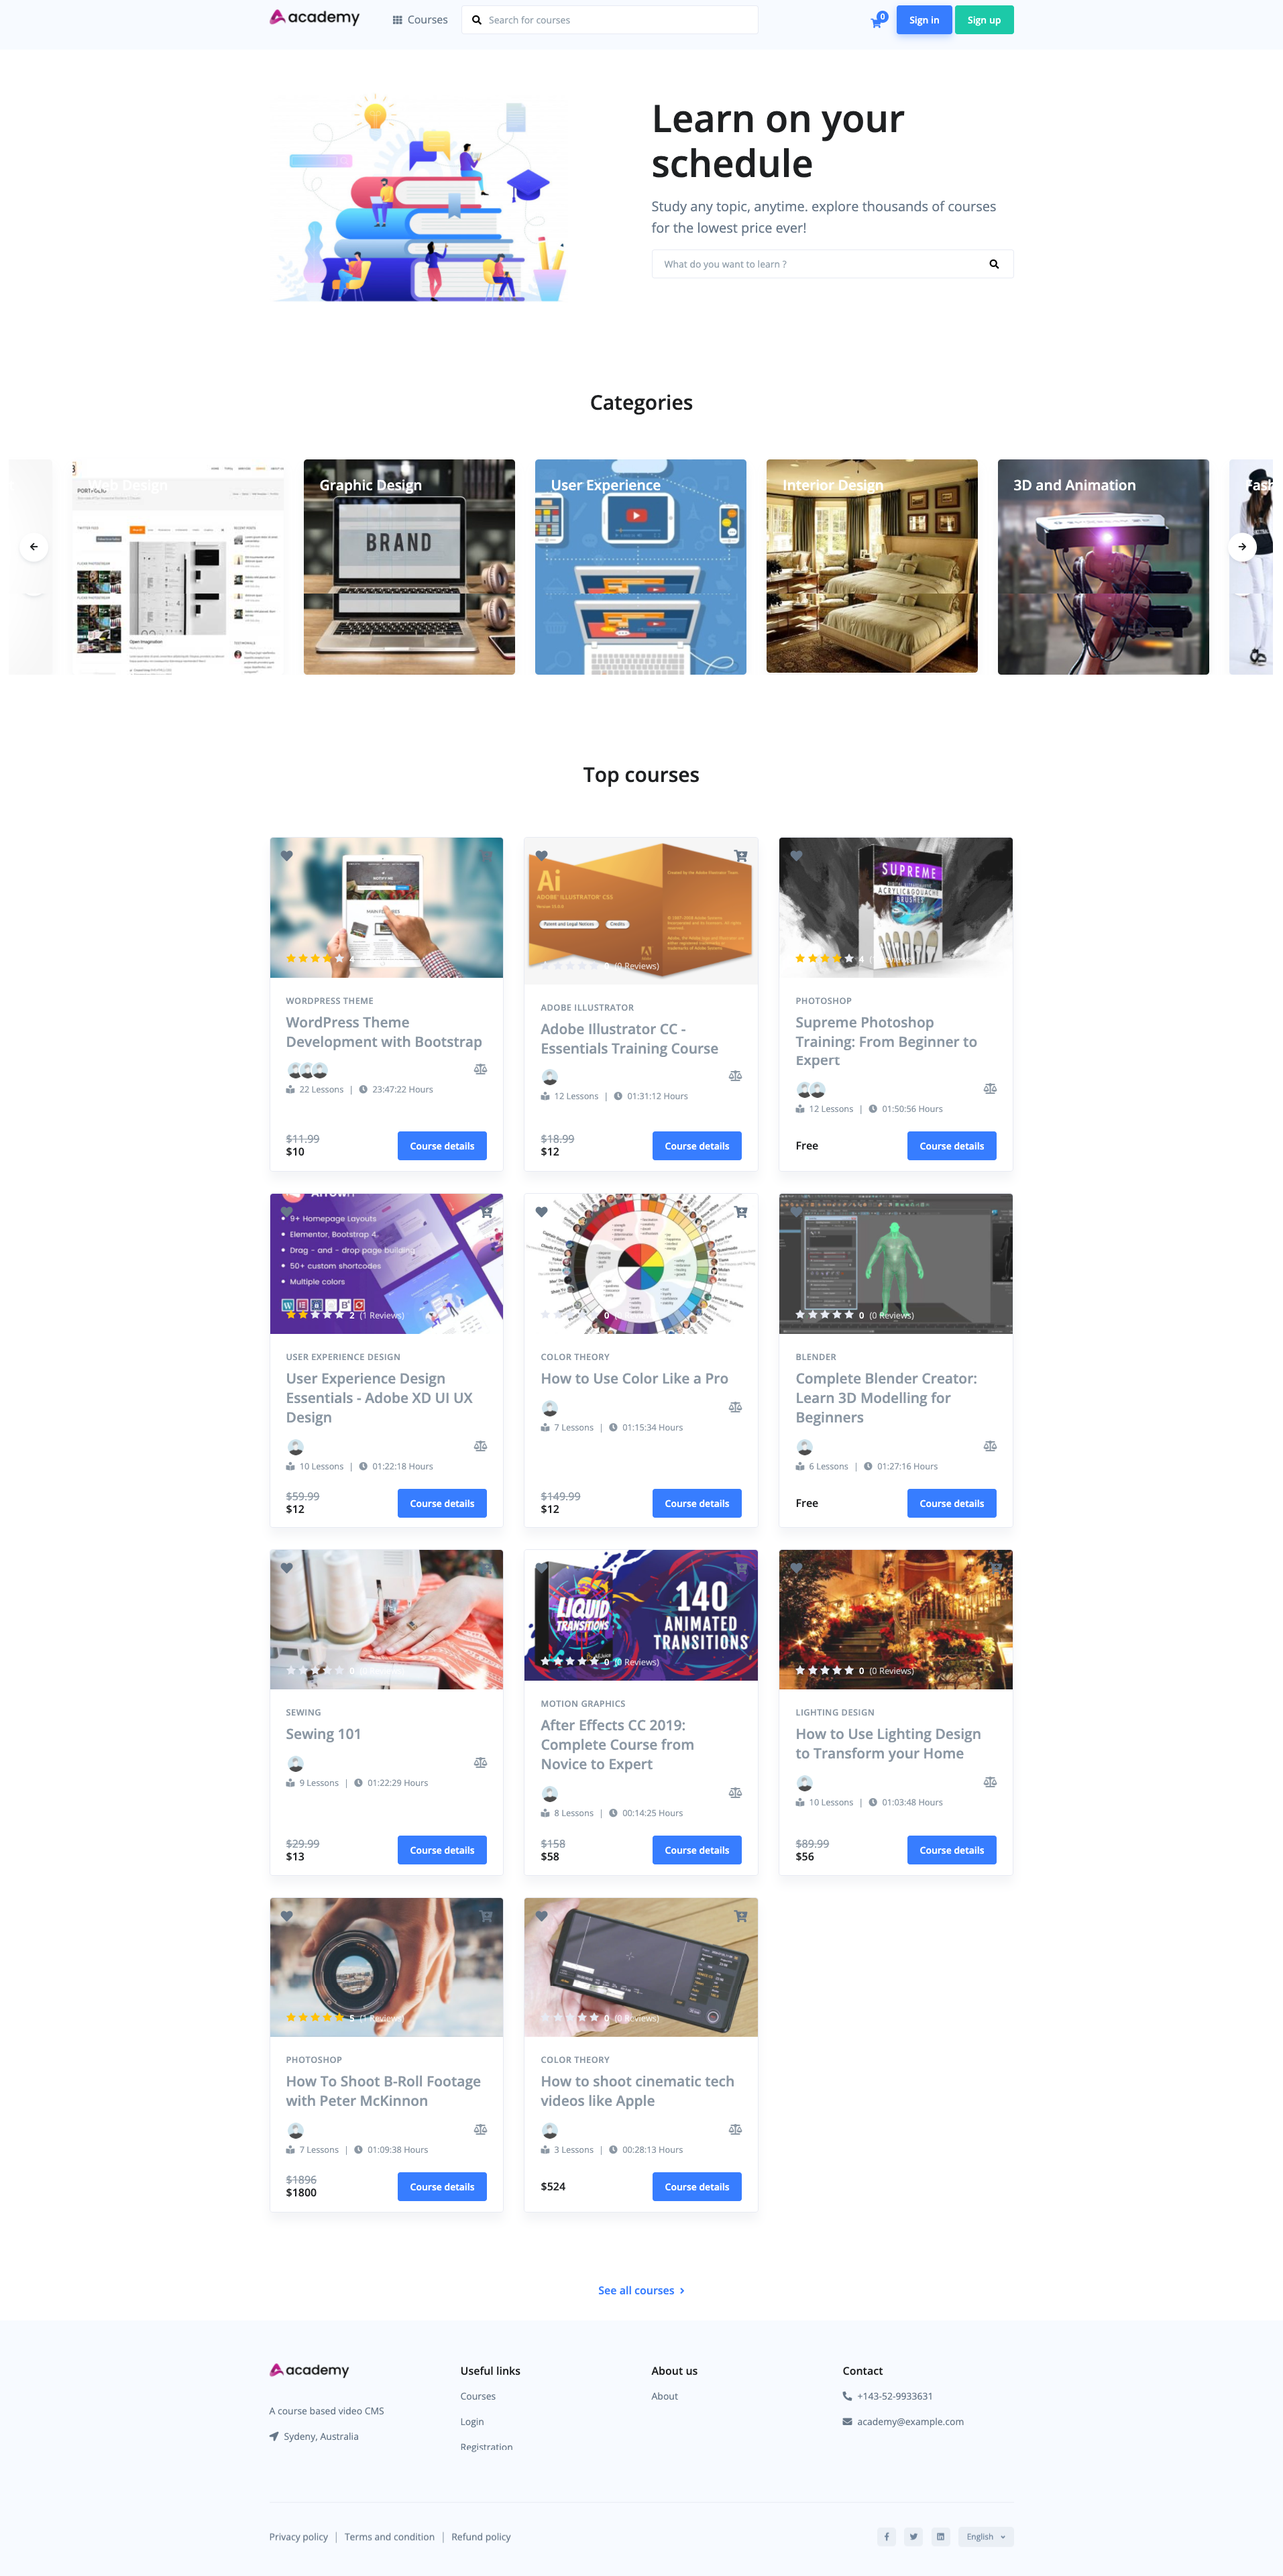 academy
Courses
Search for courses
0
Sign in
Sign up
Learn on your
schedule
Study any topic, anytime. explore thousands of courses
for the lowest price ever!
What do you want to learn ?
Categories
Web Design
Graphic Design
BRAND
User Experience
Interior Design
3D and Animation
Fash
Top courses
4
WORDPRESS THEME
WordPress Theme
Development with Bootstrap
22 Lessons | 23:47:22 Hours
$11.99
$10
Course details
Ai
ADOBE ILLUSTRATOR CS5
0 (0 Reviews)
ADOBE ILLUSTRATOR
Adobe Illustrator CC -
Essentials Training Course
12 Lessons | 01:31:12 Hours
$18.99
$12
Course details
SUPREME
ACRYLIC&GOUACHE
BRUSHES
4
PHOTOSHOP
Supreme Photoshop
Training: From Beginner to
Expert
12 Lessons | 01:50:56 Hours
Free
Course details
9+ Homepage Layouts
Elementor, Bootstrap 4
Drag - and - drop page building
50+ custom shortcodes
Multiple colors
2 (1 Reviews)
USER EXPERIENCE DESIGN
User Experience Design
Essentials - Adobe XD UI UX
Design
10 Lessons | 01:22:18 Hours
$59.99
$12
Course details
0
COLOR THEORY
How to Use Color Like a Pro
7 Lessons | 01:15:34 Hours
$149.99
$12
Course details
0 (0 Reviews)
BLENDER
Complete Blender Creator:
Learn 3D Modelling for
Beginners
6 Lessons | 01:27:16 Hours
Free
Course details
0
SEWING
Sewing 101
9 Lessons | 01:22:29 Hours
$29.99
$13
Course details
LIQUID
TRANSITIONS
140
ANIMATED
TRANSITIONS
0 (0 Reviews)
MOTION GRAPHICS
After Effects CC 2019:
Complete Course from
Novice to Expert
8 Lessons | 00:14:25 Hours
$158
$58
Course details
0 (0 Reviews)
LIGHTING DESIGN
How to Use Lighting Design
to Transform your Home
10 Lessons | 01:03:48 Hours
$89.99
$56
Course details
5 (1 Reviews)
PHOTOSHOP
How To Shoot B-Roll Footage
with Peter McKinnon
7 Lessons | 01:09:38 Hours
$1896
$1800
Course details
0 (0 Reviews)
COLOR THEORY
How to shoot cinematic tech
videos like Apple
3 Lessons | 00:28:13 Hours
$524
Course details
See all courses
academy
A course based video CMS
Sydeny, Australia
Useful links
Courses
Login
Registration
About us
About
Contact
+143-52-9933631
academy@example.com
Privacy policy | Terms and condition | Refund policy
English